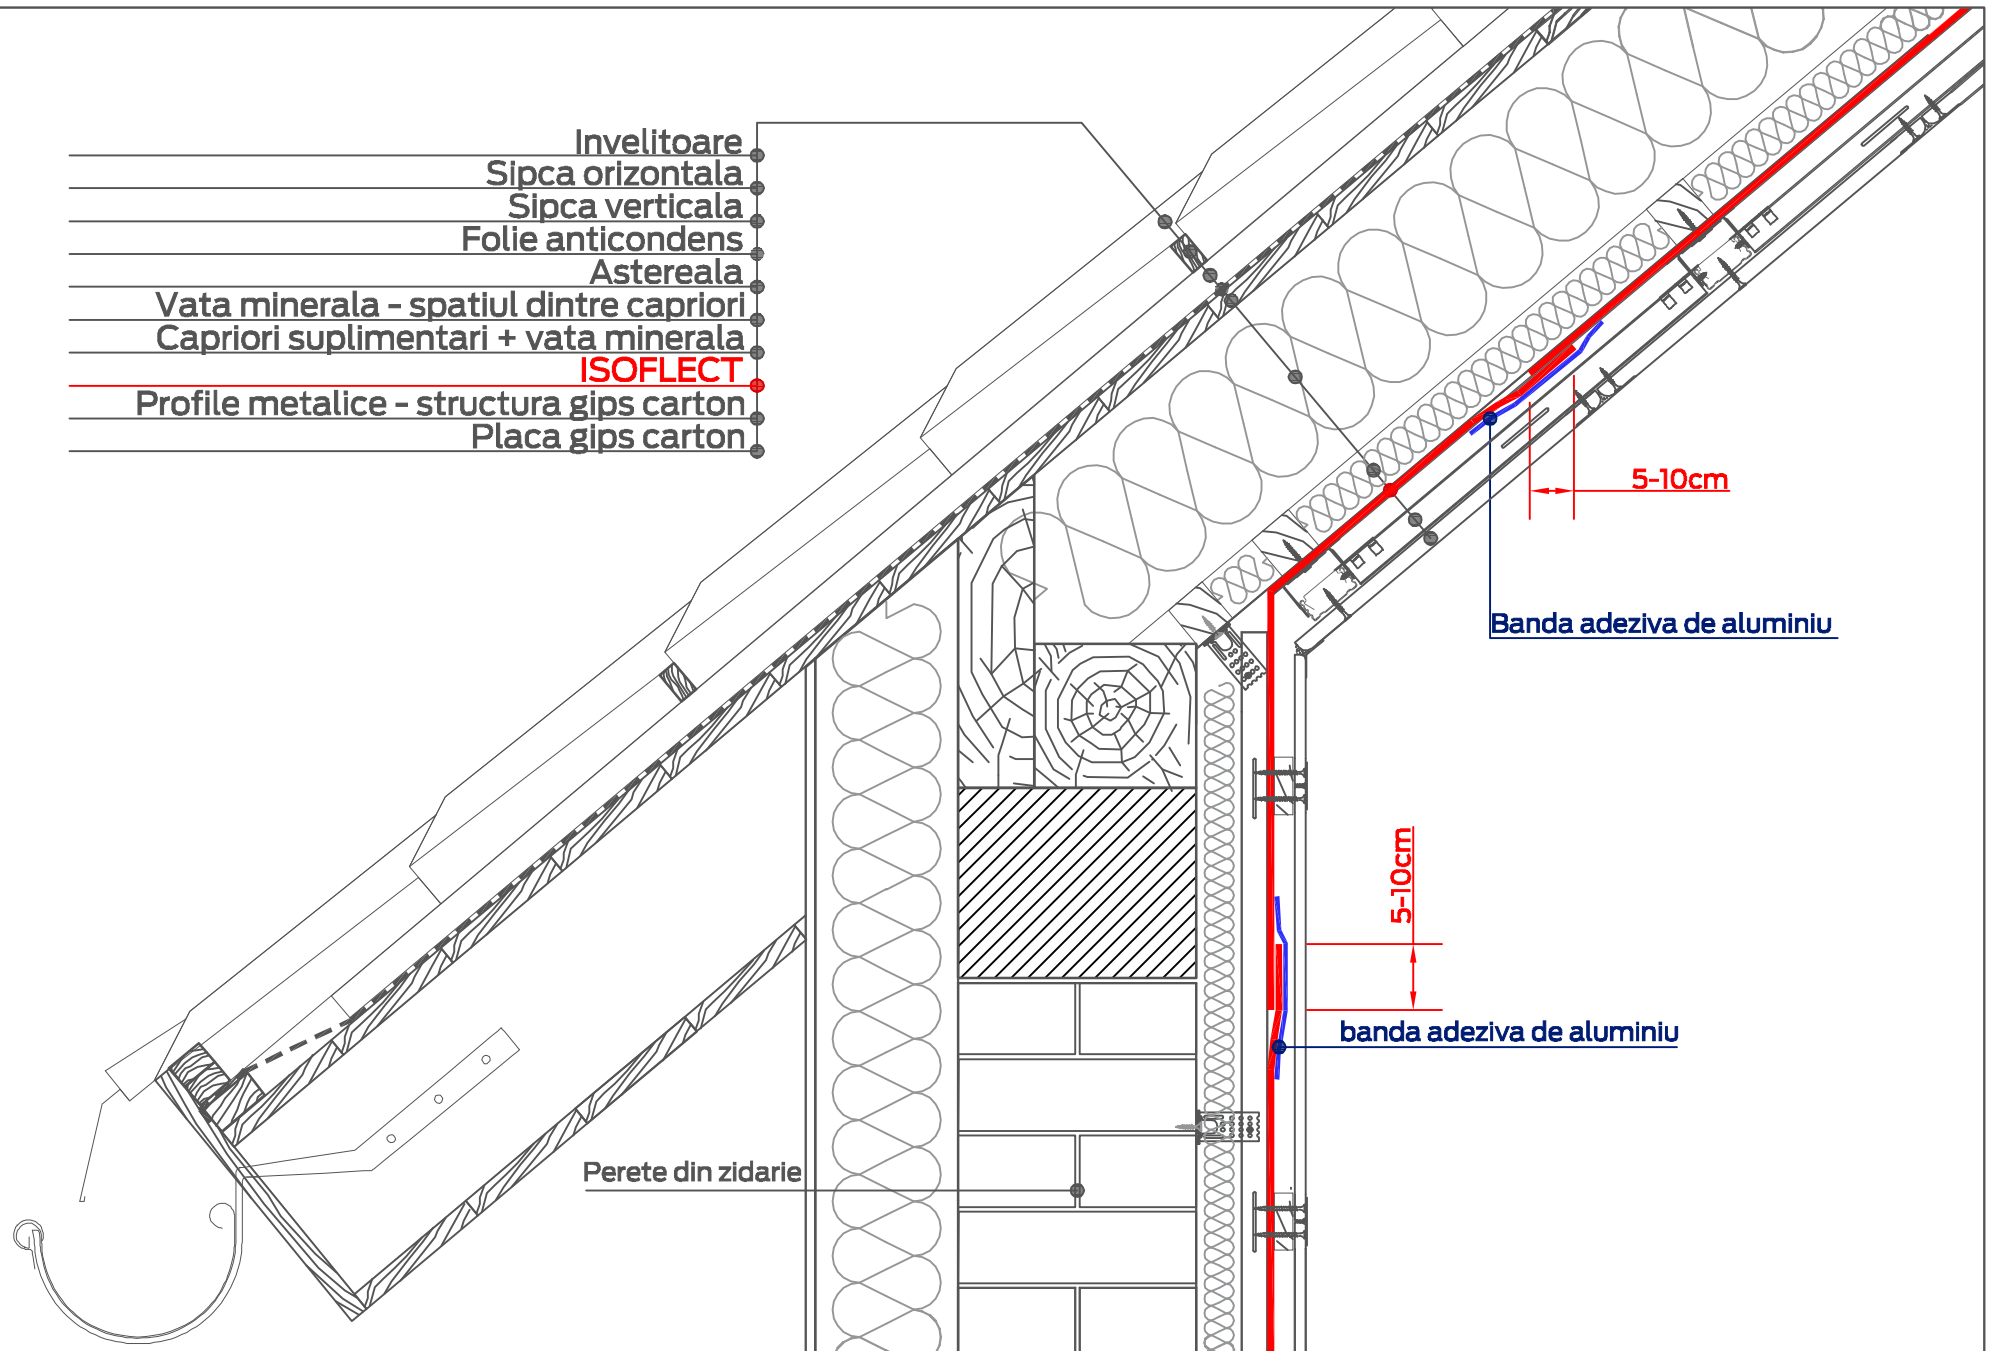 Invelitoare
Sipca orizontala
Sipca verticala
Folie anticondens
Astereala
Vata minerala - spatiul dintre capriori
Capriori suplimentari + vata minerala
ISOFLECT
Profile metalice - structura gips carton
Placa gips carton
5-10cm
Banda adeziva de aluminiu
5-10cm
banda adeziva de aluminiu
Perete din zidarie